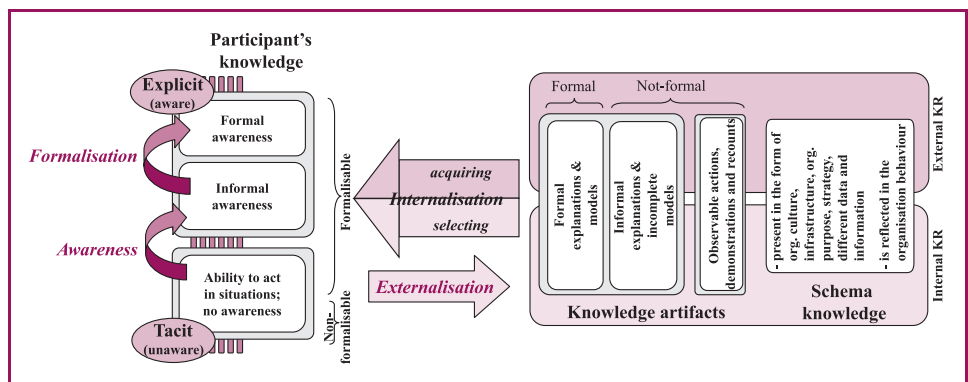 Participant's
knowledge
Explicit
(aware)
Formal
awareness
Formalisation
Informal
awareness
Awareness
Ability to act
in situations;
no awareness
Tacit
(unaware)
Formalisable
Non-
formalisable
acquiring
Internalisation
selecting
Externalisation
Formal
Not-formal
Formal
explanations &
models
Informal
explanations &
incomplete
models
Observable actions,
demonstrations and recounts
Knowledge artifacts
- present in the form of
org. culture,
infrastructure, org.
purpose, strategy,
different data and
information
- is reflected in the
organisation behaviour
Schema
knowledge
External KR
Internal KR